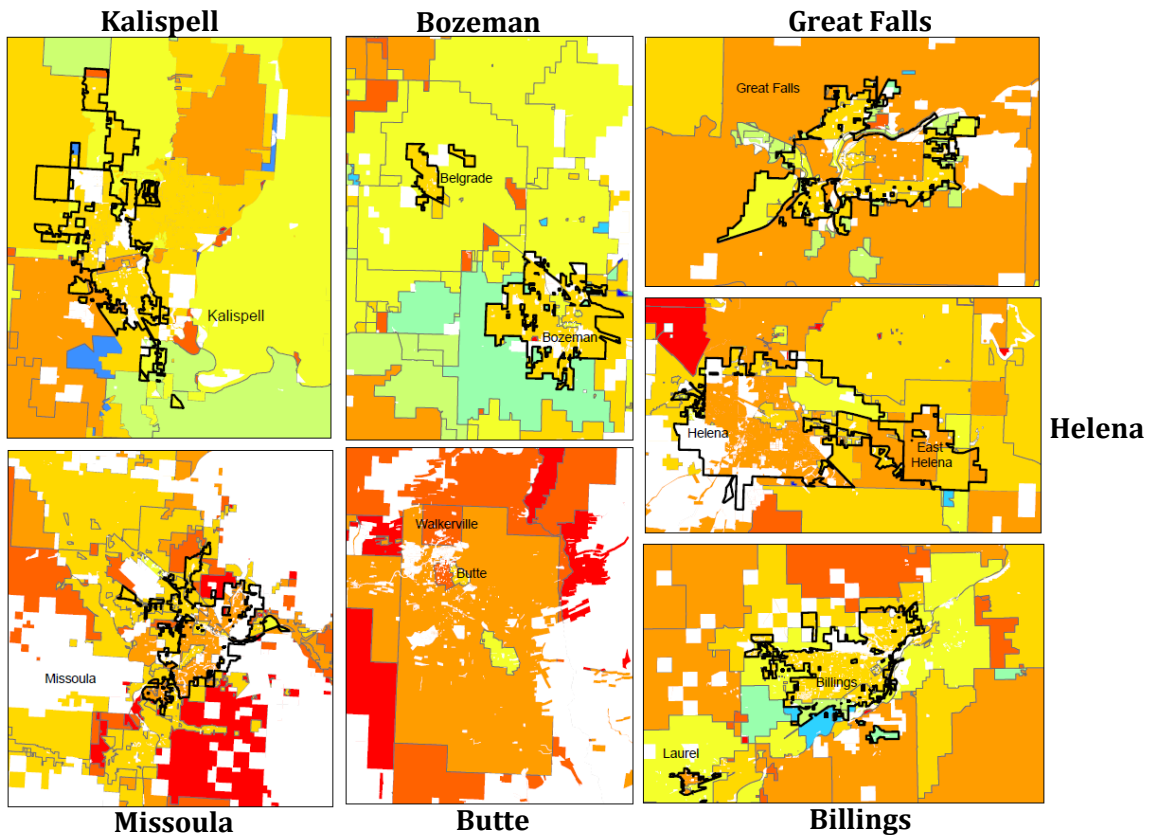 Kalispell
Bozeman
Great Falls
Great Falls
Belgrade
Kalispell
Bozeman
Helena
Helena
East
Helena
Walkerville
Butte
Missoula
Billings
Laurel
Missoula
Butte
Billings